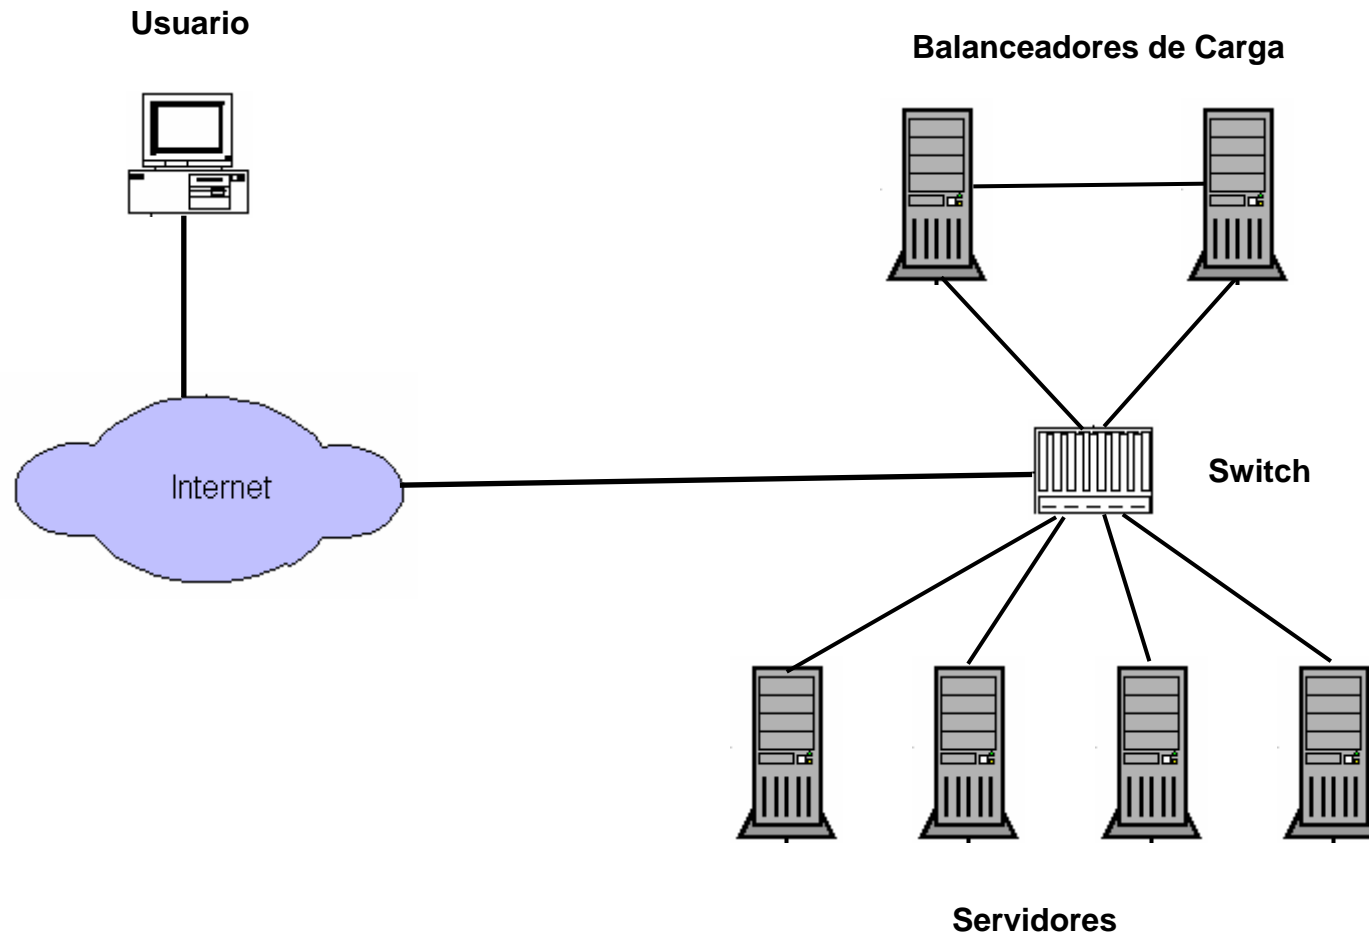 Usuario
Balanceadores de Carga
Internet
Switch
Servidores